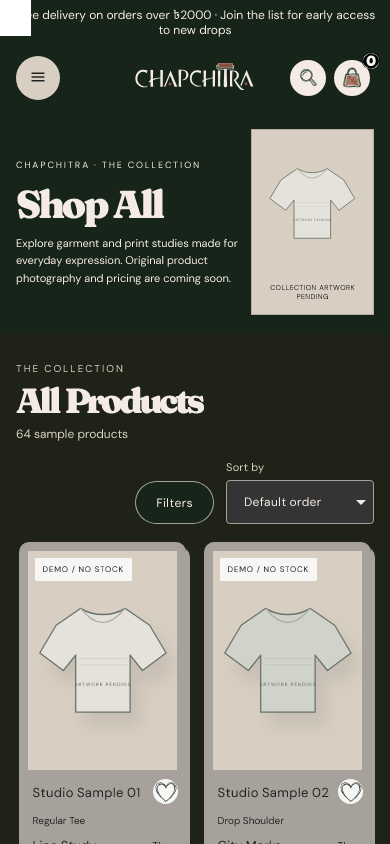 ee delivery on orders over ৳2000 · Join the list for early access
to new drops
CHAPCHITRA
0
CHAPCHITRA · THE COLLECTION
Shop All
Explore garment and print studies made for
everyday expression. Original product
photography and pricing are coming soon.
ARTWORK PENDING
COLLECTION ARTWORK
PENDING
THE COLLECTION
All Products
64 sample products
Sort by
Filters
Default order
DEMO / NO STOCK
DEMO / NO STOCK
ARTWORK PENDING
ARTWORK PENDING
Studio Sample 01
Studio Sample 02
Regular Tee
Drop Shoulder